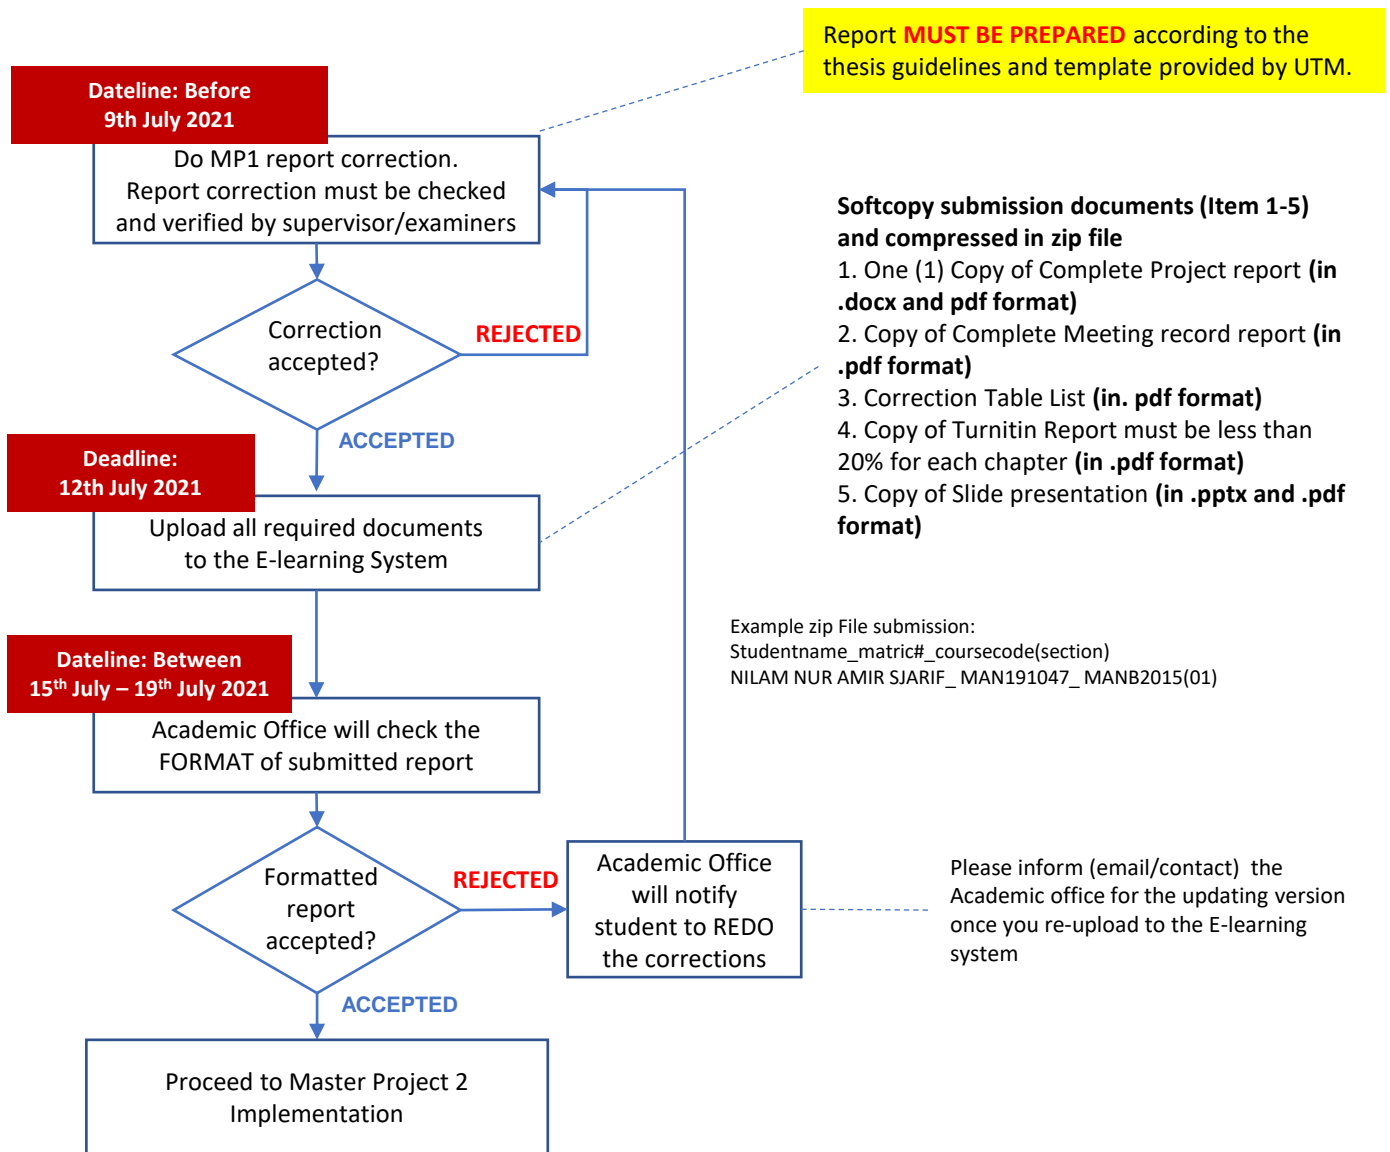 Report MUST BE PREPARED according to the
thesis guidelines and template provided by UTM.
Dateline: Before
9th July 2021
Do MP1 report correction.
Report correction must be checked
and verified by supervisor/examiners
Softcopy submission documents (Item 1-5)
and compressed in zip file
1. One (1) Copy of Complete Project report (in
.docx and pdf format)
2. Copy of Complete Meeting record report (in
.pdf format)
3. Correction Table List (in. pdf format)
4. Copy of Turnitin Report must be less than
20% for each chapter (in .pdf format)
5. Copy of Slide presentation (in .pptx and .pdf
format)
Correction
accepted?
REJECTED
ACCEPTED
Deadline:
12th July 2021
Upload all required documents
to the E-learning System
Example zip File submission:
Studentname_matric#_coursecode(section)
NILAM NUR AMIR SJARIF_ MAN191047_ MANB2015(01)
Dateline: Between
15th July – 19th July 2021
Academic Office will check the
FORMAT of submitted report
Formatted
report
accepted?
REJECTED
Academic Office
will notify
student to REDO
the corrections
Please inform (email/contact)  the
Academic office for the updating version
once you re-upload to the E-learning
system
ACCEPTED
Proceed to Master Project 2
Implementation